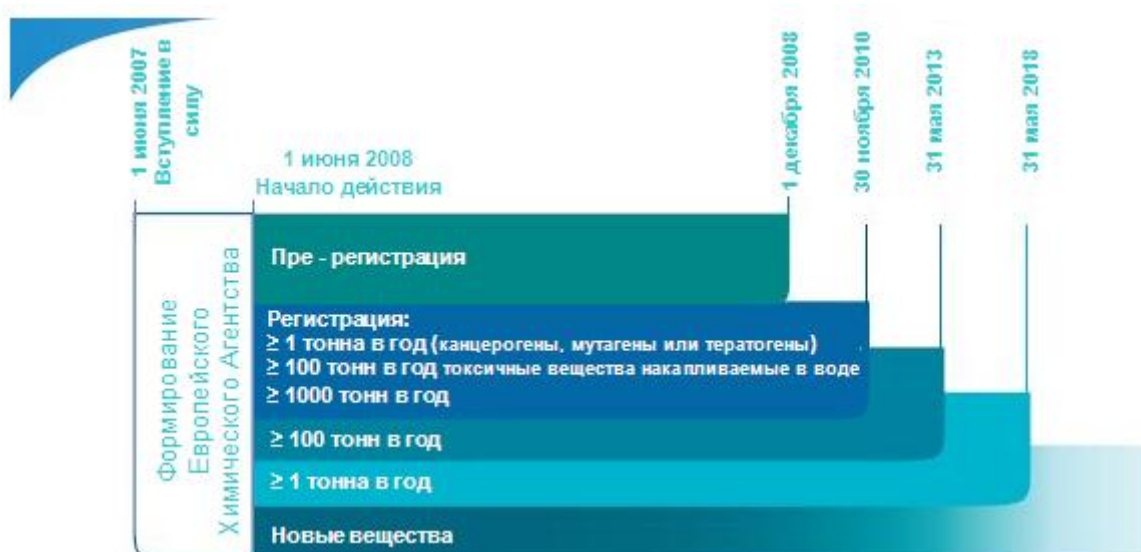 1 июня 2007
Вступление в
силу
1 июня 2008
Начало действия
1 декабря 2008
30 ноября 2010
31 мая 2013
31 мая 2018
Формирование
Европейского
Химического Агентства
Пре - регистрация
Регистрация:
≥ 1 тонна в год (канцерогены, мутагены или тератогены)
≥ 100 тонн в год токсичные вещества накапливаемые в воде
≥ 1000 тонн в год
≥ 100 тонн в год
≥ 1 тонна в год
Новые вещества